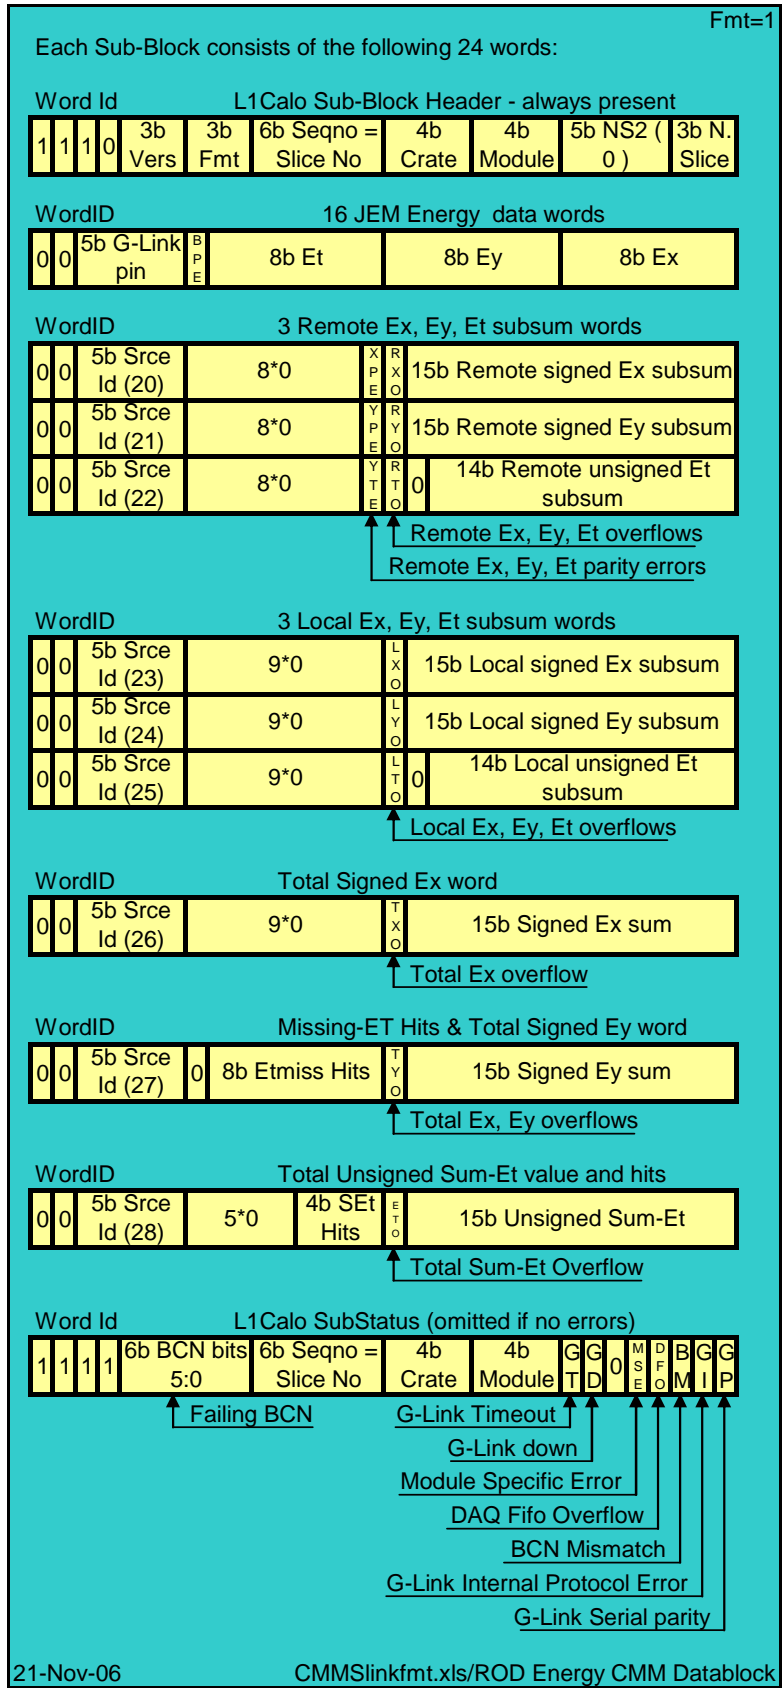 Fmt=1
Each Sub-Block consists of the following 24 words:
Word Id L1Calo Sub-Block Header - always present
1 1 1 0 3b Vers 3b Fmt 6b Seqno = Slice No 4b Crate 4b Module 5b NS2 ( 0 ) 3b N. Slice
WordID 16 JEM Energy data words
0 0 5b G-Link pin BPE 8b Et 8b Ey 8b Ex
WordID 3 Remote Ex, Ey, Et subsum words
0 0 5b Srce Id (20) 8*0 XPE RXO 15b Remote signed Ex subsum
0 0 5b Srce Id (21) 8*0 YPE RYO 15b Remote signed Ey subsum
0 0 5b Srce Id (22) 8*0 YTE RTO 0 14b Remote unsigned Et subsum
Remote Ex, Ey, Et overflows
Remote Ex, Ey, Et parity errors
WordID 3 Local Ex, Ey, Et subsum words
0 0 5b Srce Id (23) 9*0 LXO 15b Local signed Ex subsum
0 0 5b Srce Id (24) 9*0 LYO 15b Local signed Ey subsum
0 0 5b Srce Id (25) 9*0 LTO 0 14b Local unsigned Et subsum
Local Ex, Ey, Et overflows
WordID Total Signed Ex word
0 0 5b Srce Id (26) 9*0 TXO 15b Signed Ex sum
Total Ex overflow
WordID Missing-ET Hits & Total Signed Ey word
0 0 5b Srce Id (27) 0 8b Etmiss Hits TYO 15b Signed Ey sum
Total Ex, Ey overflows
WordID Total Unsigned Sum-Et value and hits
0 0 5b Srce Id (28) 5*0 4b SEt Hits ETO 15b Unsigned Sum-Et
Total Sum-Et Overflow
Word Id L1Calo SubStatus (omitted if no errors)
1 1 1 1 6b BCN bits 5:0 6b Seqno = Slice No 4b Crate 4b Module GT GD 0 MSE DFO BM GI GP
Failing BCN G-Link Timeout
G-Link down
Module Specific Error
DAQ Fifo Overflow
BCN Mismatch
G-Link Internal Protocol Error
G-Link Serial parity
21-Nov-06 CMMSlinkfmt.xls/ROD Energy CMM Datablock